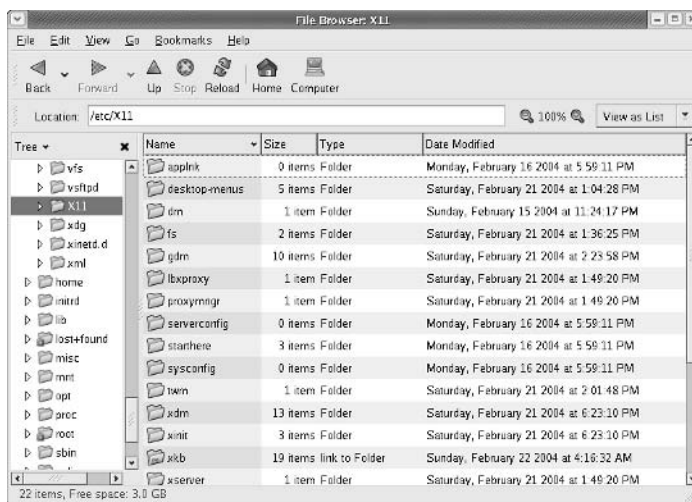 File Browser: X11
File Edit View Go Bookmarks Help
Back Forward Up Stop Reload Home Computer
Location: /etc/X11 100% View as List
Tree Name Size Type Date Modified
vfs
vsftpd
X11
xdg
xinetd.d
xml
home
initrd
lib
lost+found
misc
mnt
opt
proc
root
sbin
applnk 0 items Folder Monday, February 16 2004 at 5:59:11 PM
desktop-menus 5 items Folder Saturday, February 21 2004 at 1:04:28 PM
dm 1 item Folder Sunday, February 15 2004 at 11:24:17 PM
fs 2 items Folder Saturday, February 21 2004 at 1:36:25 PM
gdm 10 items Folder Saturday, February 21 2004 at 2:23:58 PM
lbxproxy 1 item Folder Saturday, February 21 2004 at 1:49:20 PM
proxymngr 1 item Folder Saturday, February 21 2004 at 1:49:20 PM
serverconfig 0 items Folder Monday, February 16 2004 at 5:59:11 PM
starthere 3 items Folder Monday, February 16 2004 at 5:59:11 PM
sysconfig 0 items Folder Monday, February 16 2004 at 5:59:11 PM
twm 1 item Folder Saturday, February 21 2004 at 2:01:48 PM
xdm 13 items Folder Saturday, February 21 2004 at 6:23:10 PM
xinit 3 items Folder Saturday, February 21 2004 at 6:23:10 PM
xkb 19 items link to Folder Sunday, February 22 2004 at 4:16:32 AM
xserver 1 item Folder Saturday, February 21 2004 at 1:49:20 PM
22 items, Free space: 3.0 GB